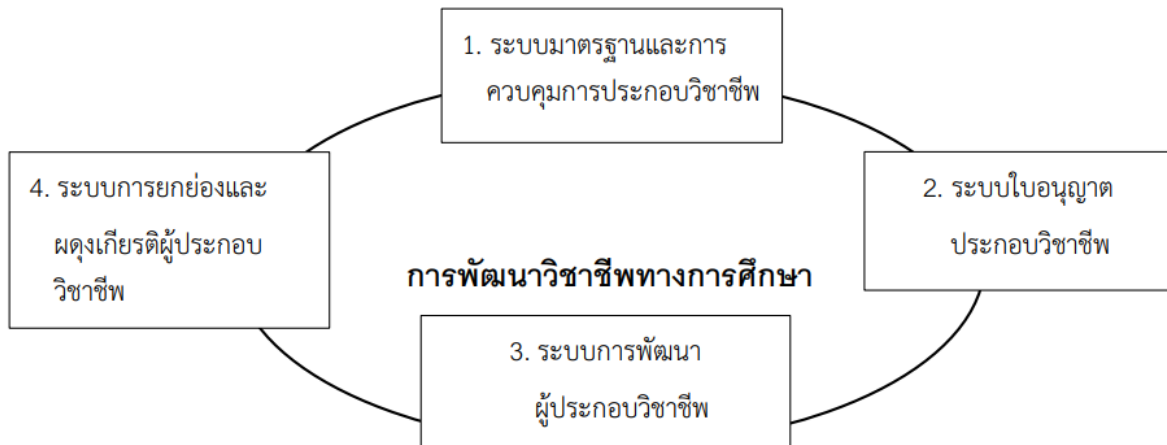 1. ระบบมาตรฐานและการ
ควบคุมการประกอบวิชาชีพ
2. ระบบใบอนุญาต
ประกอบวิชาชีพ
3. ระบบการพัฒนา
ผู้ประกอบวิชาชีพ
4. ระบบการยกย่องและ
ผดุงเกียรติผู้ประกอบ
วิชาชีพ
การพัฒนาวิชาชีพทางการศึกษา